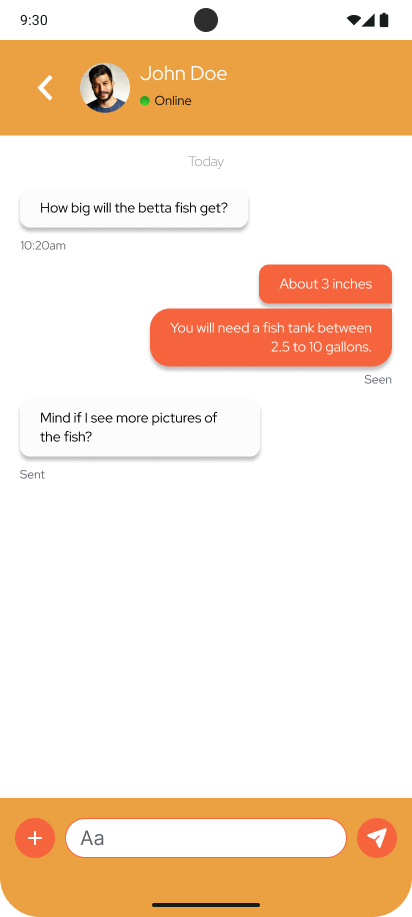 9:30
John Doe
Online
Today
How big will the betta fish get?
10:20am
About 3 inches
You will need a fish tank between
2.5 to 10 gallons.
Seen
Mind if I see more pictures of
the fish?
Sent
Aa